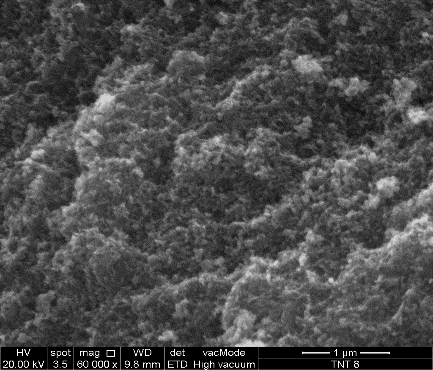 HV spot mag WD det vacMode 1 µm
20.00 kV 3.5 60 000 x 9.8 mm ETD High vacuum TNT 8